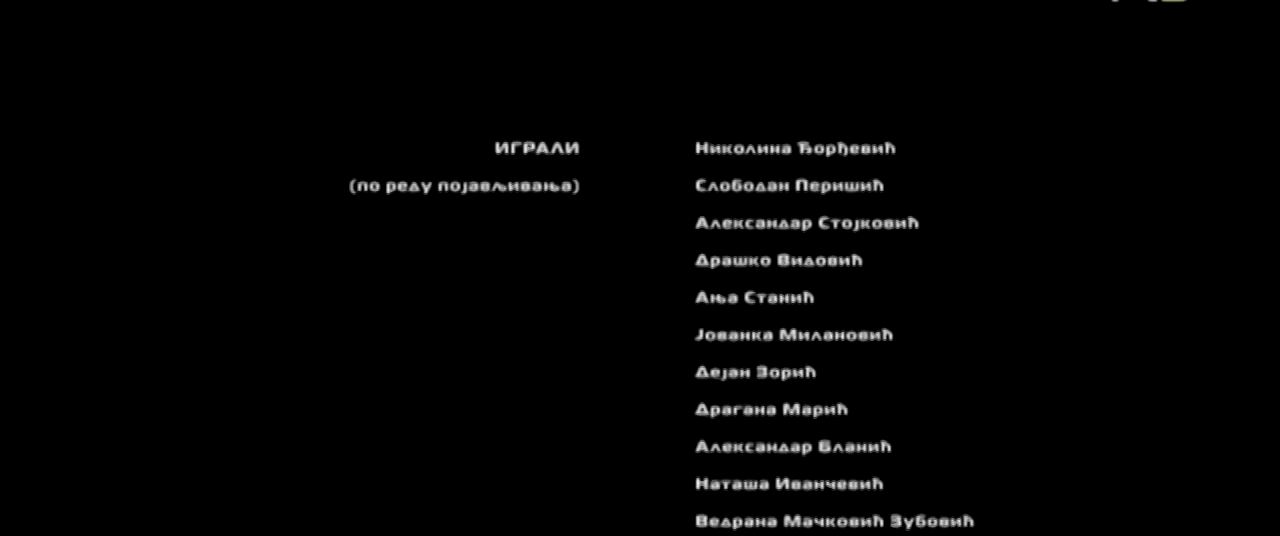 ИГРАЛИ Николина Ђорђевић
(по реду појављивања) Слободан Перишић
Александар Стојковић
Драшко Видовић
Ања Станић
Јованка Милановић
Дејан Зорић
Драгана Марић
Александар Бланић
Наташа Иванчевић
Ведрана Мачковић Зубовић